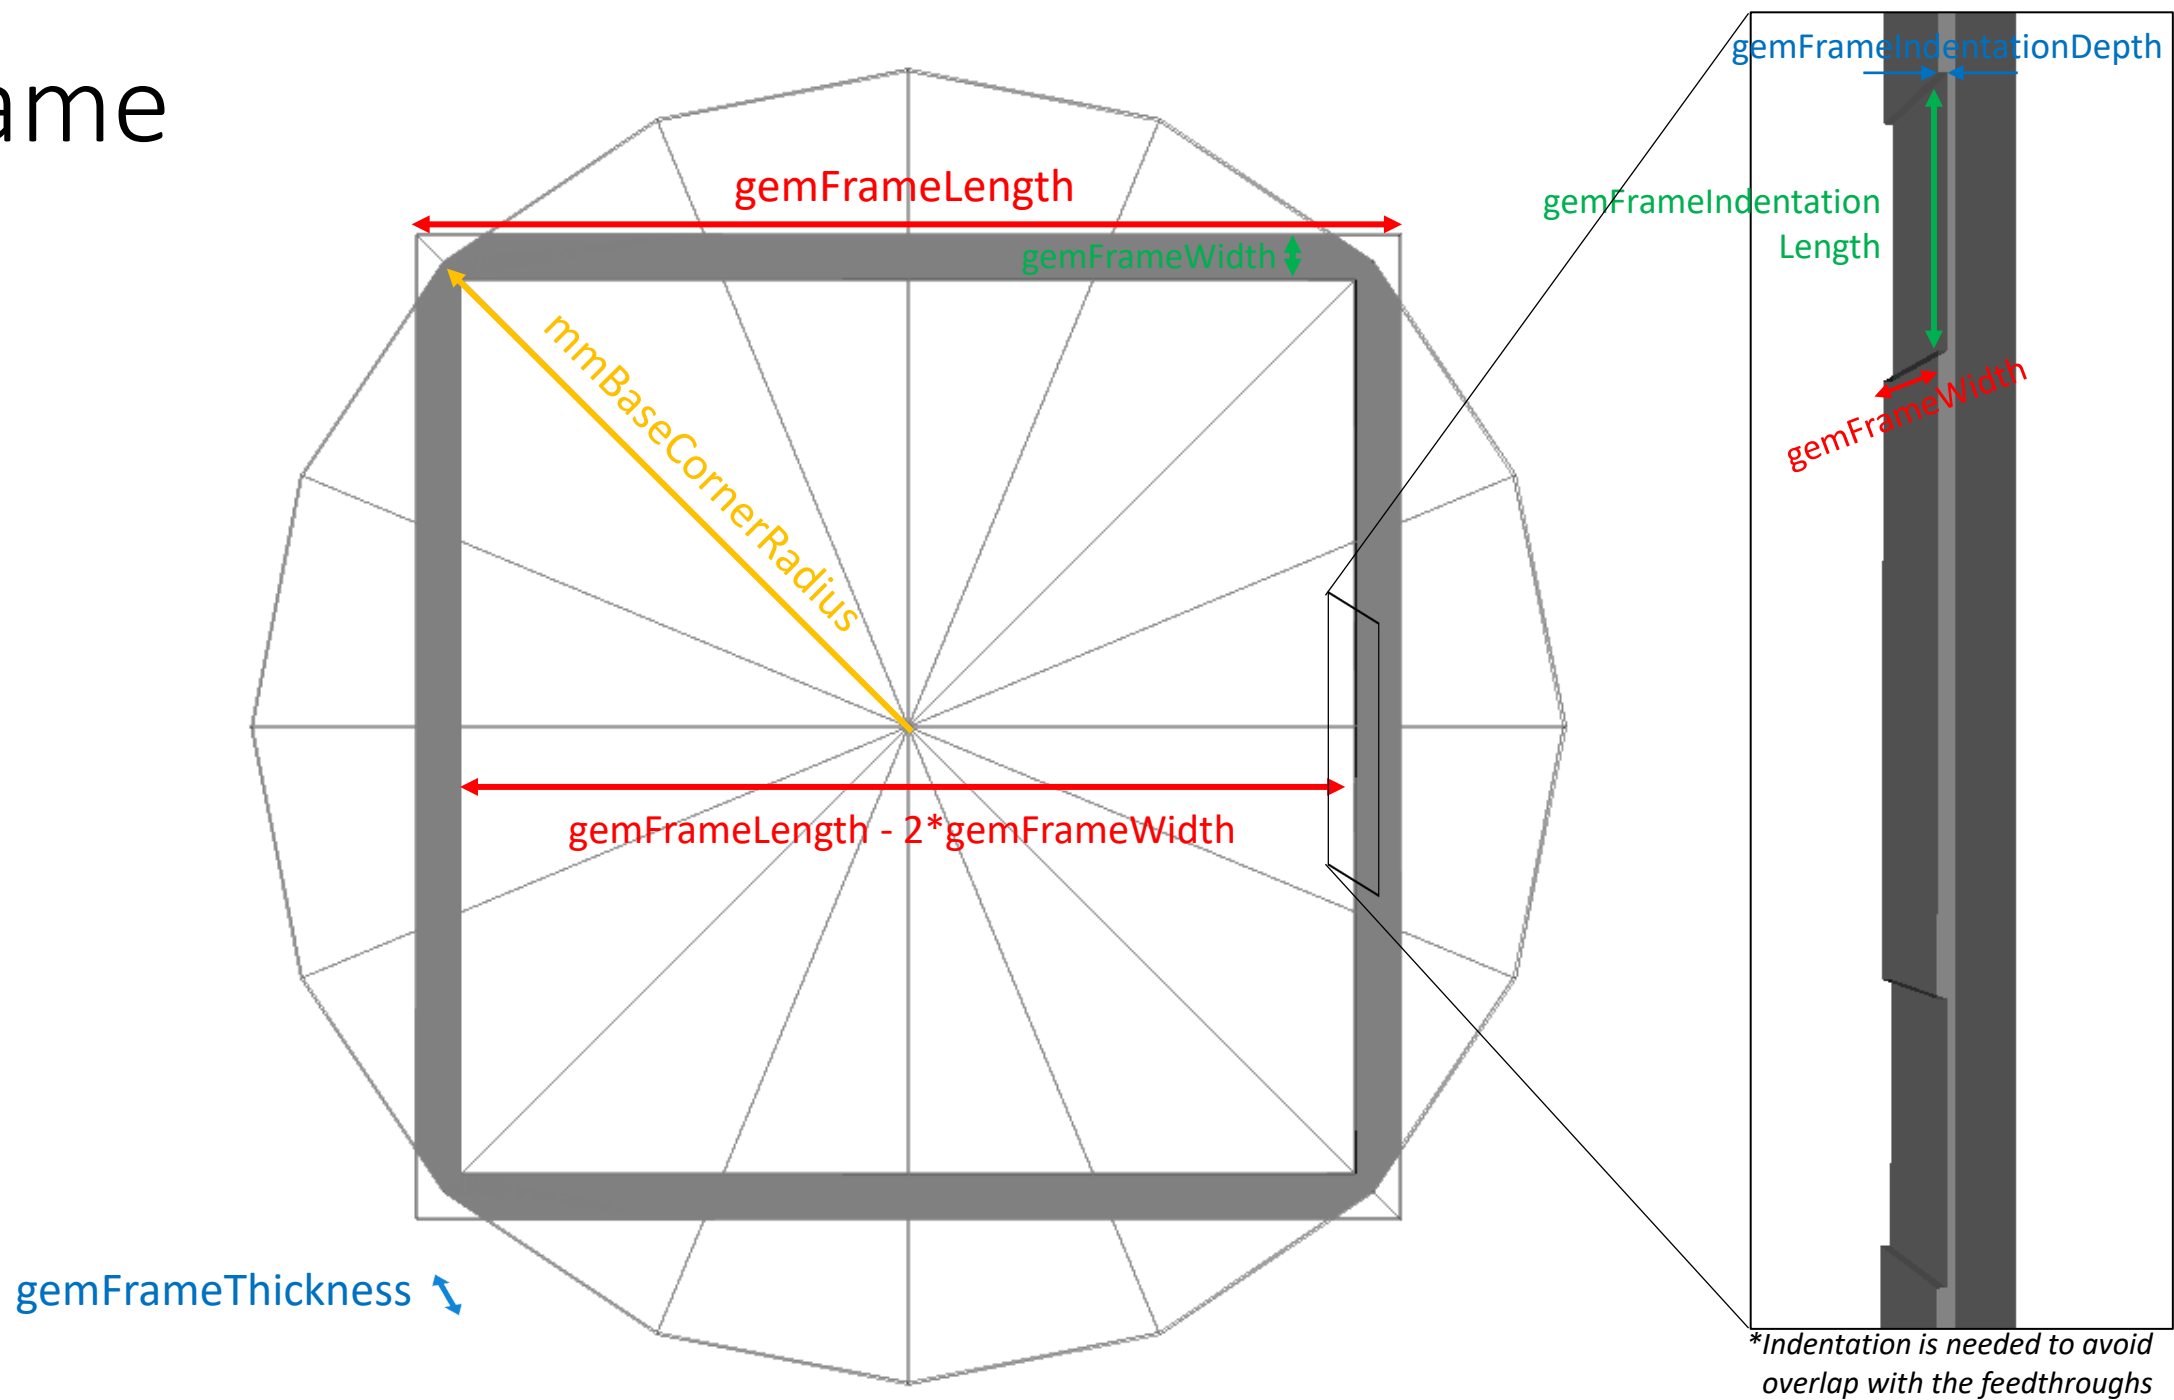 ame
gemFrameIndentationDepth
gemFrameLength
gemFrameIndentation
Length
gemFrameWidth
mmBaseCornerRadius
gemFrameWidth
gemFrameLength - 2*gemFrameWidth
gemFrameThickness
*Indentation is needed to avoid
overlap with the feedthroughs